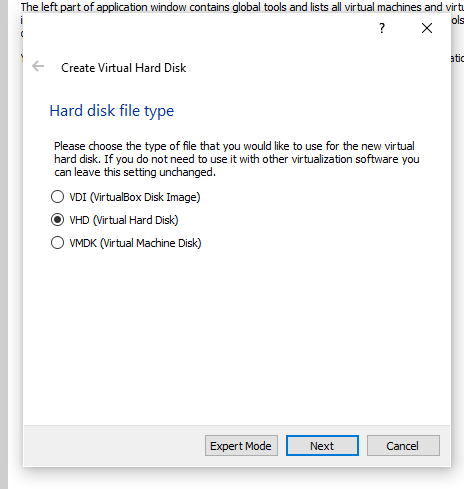 The left part of application window contains global tools and lists all virtual machines and virtu
ols
?
Create Virtual Hard Disk
Hard disk file type
Please choose the type of file that you would like to use for the new virtual
hard disk. If you do not need to use it with other virtualization software you
can leave this setting unchanged.
VDI (VirtualBox Disk Image)
VHD (Virtual Hard Disk)
VMDK (Virtual Machine Disk)
Expert Mode
Next
Cancel